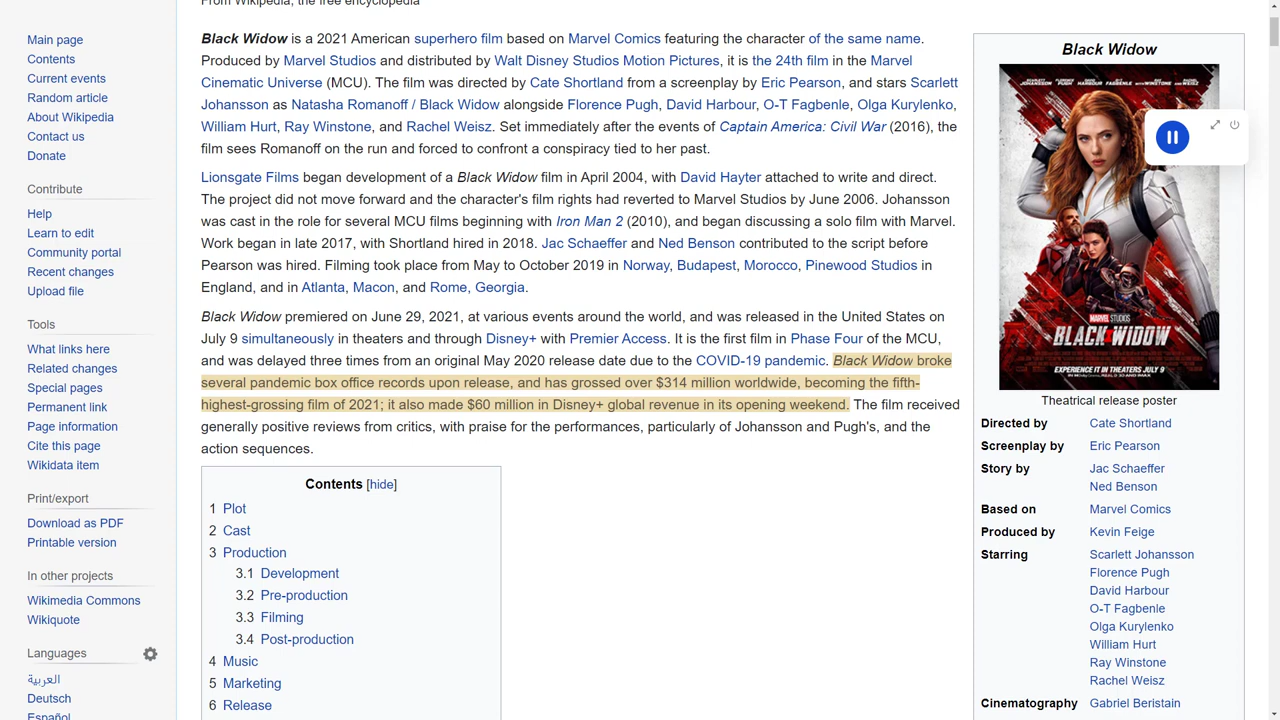 From Wikipedia, the free encyclopedia
Main page
Contents
Current events
Random article
About Wikipedia
Contact us
Donate
Contribute
Help
Learn to edit
Community portal
Recent changes
Upload file
Tools
What links here
Related changes
Special pages
Permanent link
Page information
Cite this page
Wikidata item
Print/export
Download as PDF
Printable version
In other projects
Wikimedia Commons
Wikiquote
Languages
العربية
Deutsch
Español
Black Widow is a 2021 American superhero film based on Marvel Comics featuring the character of the same name.
Produced by Marvel Studios and distributed by Walt Disney Studios Motion Pictures, it is the 24th film in the Marvel
Cinematic Universe (MCU). The film was directed by Cate Shortland from a screenplay by Eric Pearson, and stars Scarlett
Johansson as Natasha Romanoff / Black Widow alongside Florence Pugh, David Harbour, O-T Fagbenle, Olga Kurylenko,
William Hurt, Ray Winstone, and Rachel Weisz. Set immediately after the events of Captain America: Civil War (2016), the
film sees Romanoff on the run and forced to confront a conspiracy tied to her past.
Lionsgate Films began development of a Black Widow film in April 2004, with David Hayter attached to write and direct.
The project did not move forward and the character's film rights had reverted to Marvel Studios by June 2006. Johansson
was cast in the role for several MCU films beginning with Iron Man 2 (2010), and began discussing a solo film with Marvel.
Work began in late 2017, with Shortland hired in 2018. Jac Schaeffer and Ned Benson contributed to the script before
Pearson was hired. Filming took place from May to October 2019 in Norway, Budapest, Morocco, Pinewood Studios in
England, and in Atlanta, Macon, and Rome, Georgia.
Black Widow premiered on June 29, 2021, at various events around the world, and was released in the United States on
July 9 simultaneously in theaters and through Disney+ with Premier Access. It is the first film in Phase Four of the MCU,
and was delayed three times from an original May 2020 release date due to the COVID-19 pandemic. Black Widow broke
several pandemic box office records upon release, and has grossed over $314 million worldwide, becoming the fifth-
highest-grossing film of 2021; it also made $60 million in Disney+ global revenue in its opening weekend. The film received
generally positive reviews from critics, with praise for the performances, particularly of Johansson and Pugh's, and the
action sequences.
Contents [hide]
1 Plot
2 Cast
3 Production
3.1 Development
3.2 Pre-production
3.3 Filming
3.4 Post-production
4 Music
5 Marketing
6 Release
Black Widow
MARVEL STUDIOS
BLACK WIDOW
EXPERIENCE IT IN THEATERS JULY 9
Theatrical release poster
Directed by Cate Shortland
Screenplay by Eric Pearson
Story by Jac Schaeffer
Ned Benson
Based on Marvel Comics
Produced by Kevin Feige
Starring Scarlett Johansson
Florence Pugh
David Harbour
O-T Fagbenle
Olga Kurylenko
William Hurt
Ray Winstone
Rachel Weisz
Cinematography Gabriel Beristain